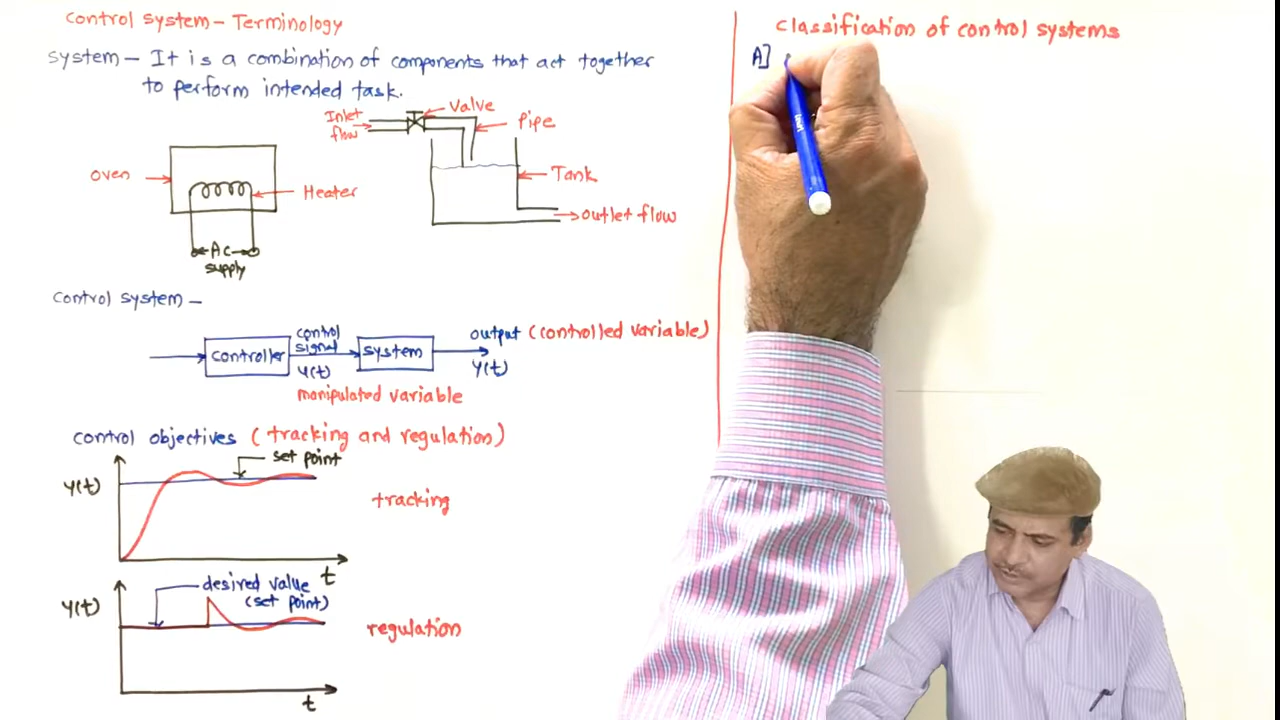 Control system - Terminology
System - It is a combination of components that act together
to perform intended task.
Inlet
flow
Valve
Pipe
Oven
Heater
Tank
Outlet flow
Ac
supply
Control system -
controller
control
signal
y(t)
system
output (controlled variable)
y(t)
manipulated variable
control objectives (tracking and regulation)
set point
y(t)
tracking
t
desired value
(set point)
y(t)
regulation
t
Classification of control systems
A]